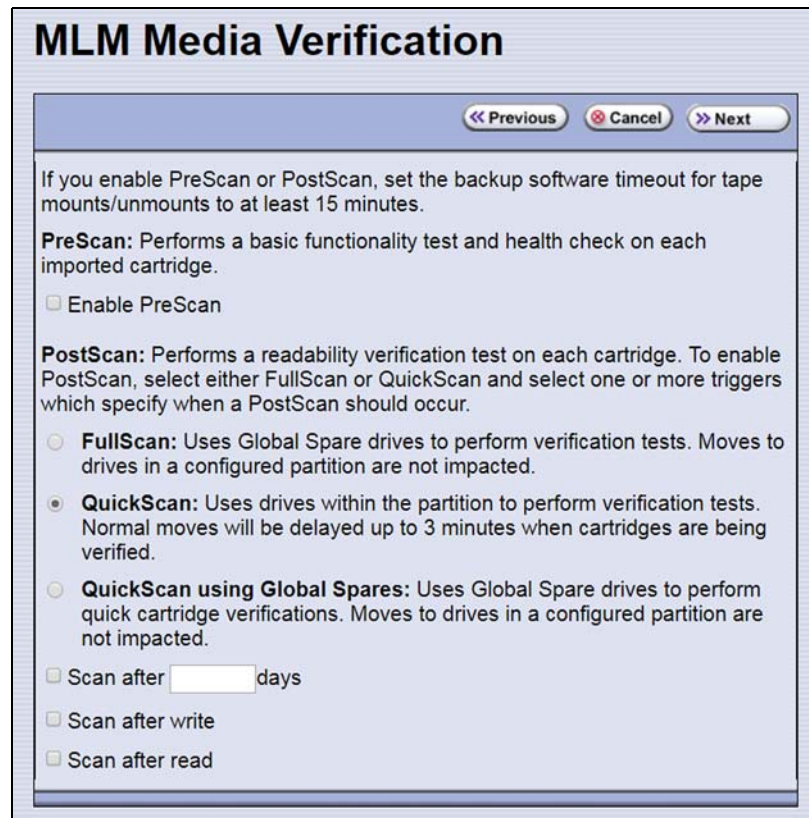 MLM Media Verification
Previous
Cancel
Next
If you enable PreScan or PostScan, set the backup software timeout for tape
mounts/unmounts to at least 15 minutes.
PreScan: Performs a basic functionality test and health check on each
imported cartridge.
Enable PreScan
PostScan: Performs a readability verification test on each cartridge. To enable
PostScan, select either FullScan or QuickScan and select one or more triggers
which specify when a PostScan should occur.
FullScan: Uses Global Spare drives to perform verification tests. Moves to
drives in a configured partition are not impacted.
QuickScan: Uses drives within the partition to perform verification tests.
Normal moves will be delayed up to 3 minutes when cartridges are being
verified.
QuickScan using Global Spares: Uses Global Spare drives to perform
quick cartridge verifications. Moves to drives in a configured partition are
not impacted.
Scan after days
Scan after write
Scan after read